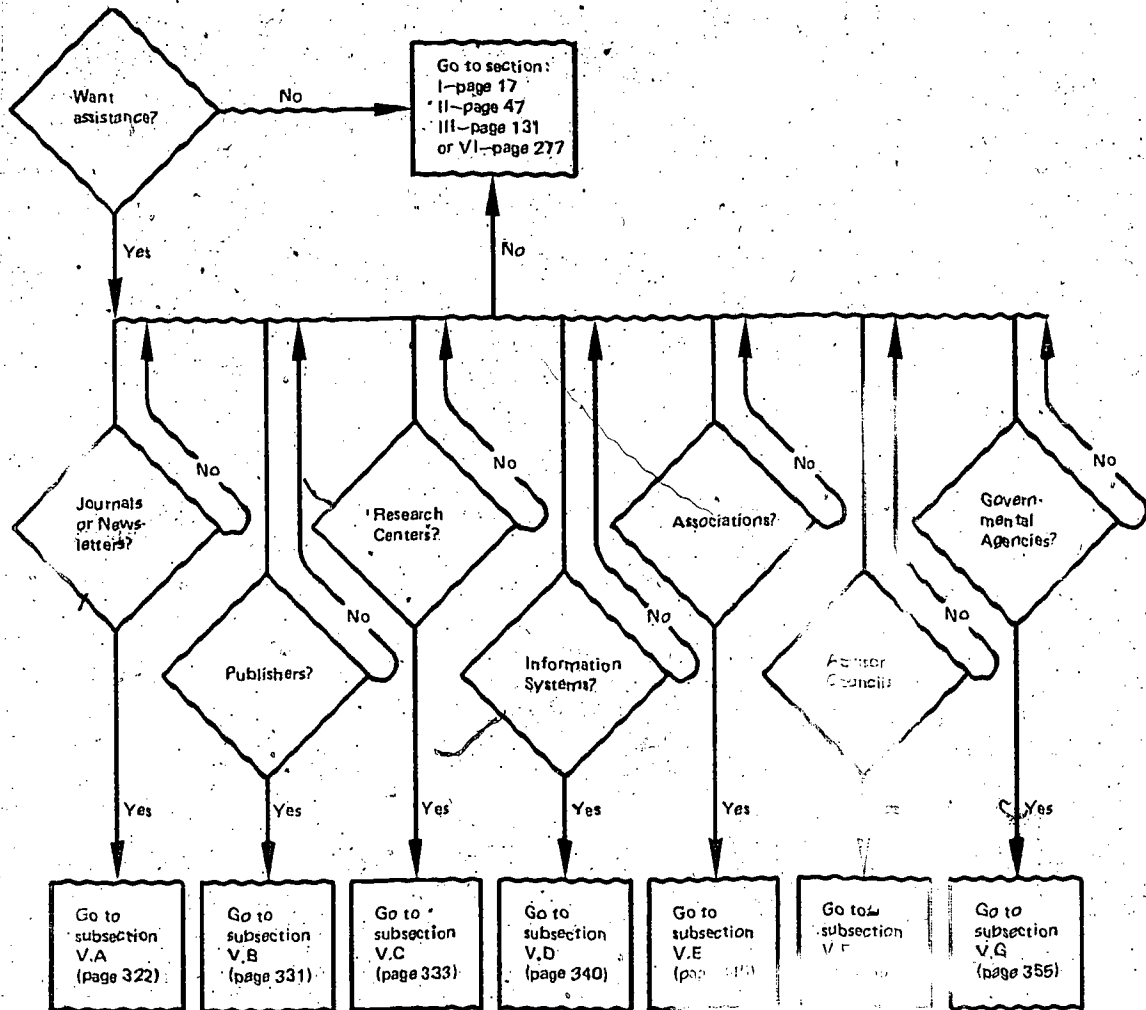 Want
assistance?
No
Go to section:
I—page 17
II—page 47
III—page 131
or VI—page 277
Yes
No
Journals
or News-
letters?
No
Research
Centers?
No
Associations?
No
Govern-
mental
Agencies?
No
Publishers?
No
Information
Systems?
No
Councils
No
Yes
Yes
Yes
Yes
Yes
Yes
Go to
subsection
V.A
(page 322)
Go to
subsection
V.B
(page 331)
Go to
subsection
V.C
(page 333)
Go to
subsection
V.D
(page 340)
Go to
subsection
V.E
Go to
subsection
Go to
subsection
V.G
(page 355)